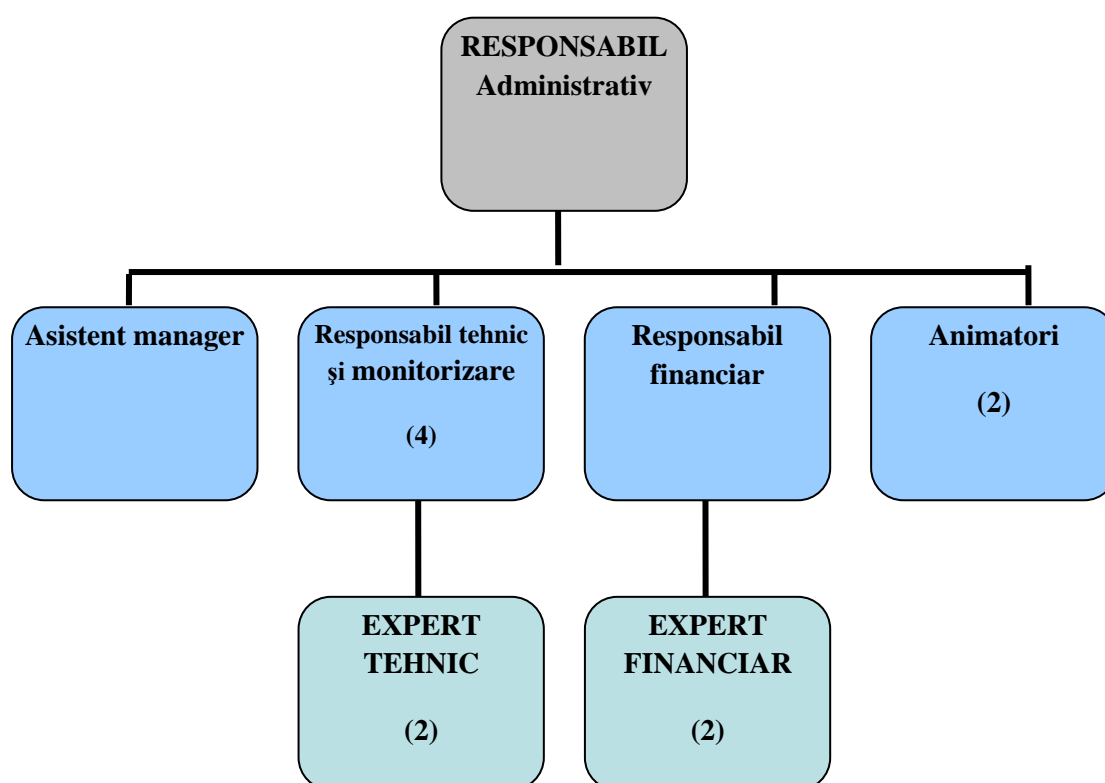 RESPONSABIL
Administrativ
Asistent manager
Responsabil tehnic
şi monitorizare
(4)
Responsabil
financiar
Animatori
(2)
EXPERT
TEHNIC
(2)
EXPERT
FINANCIAR
(2)